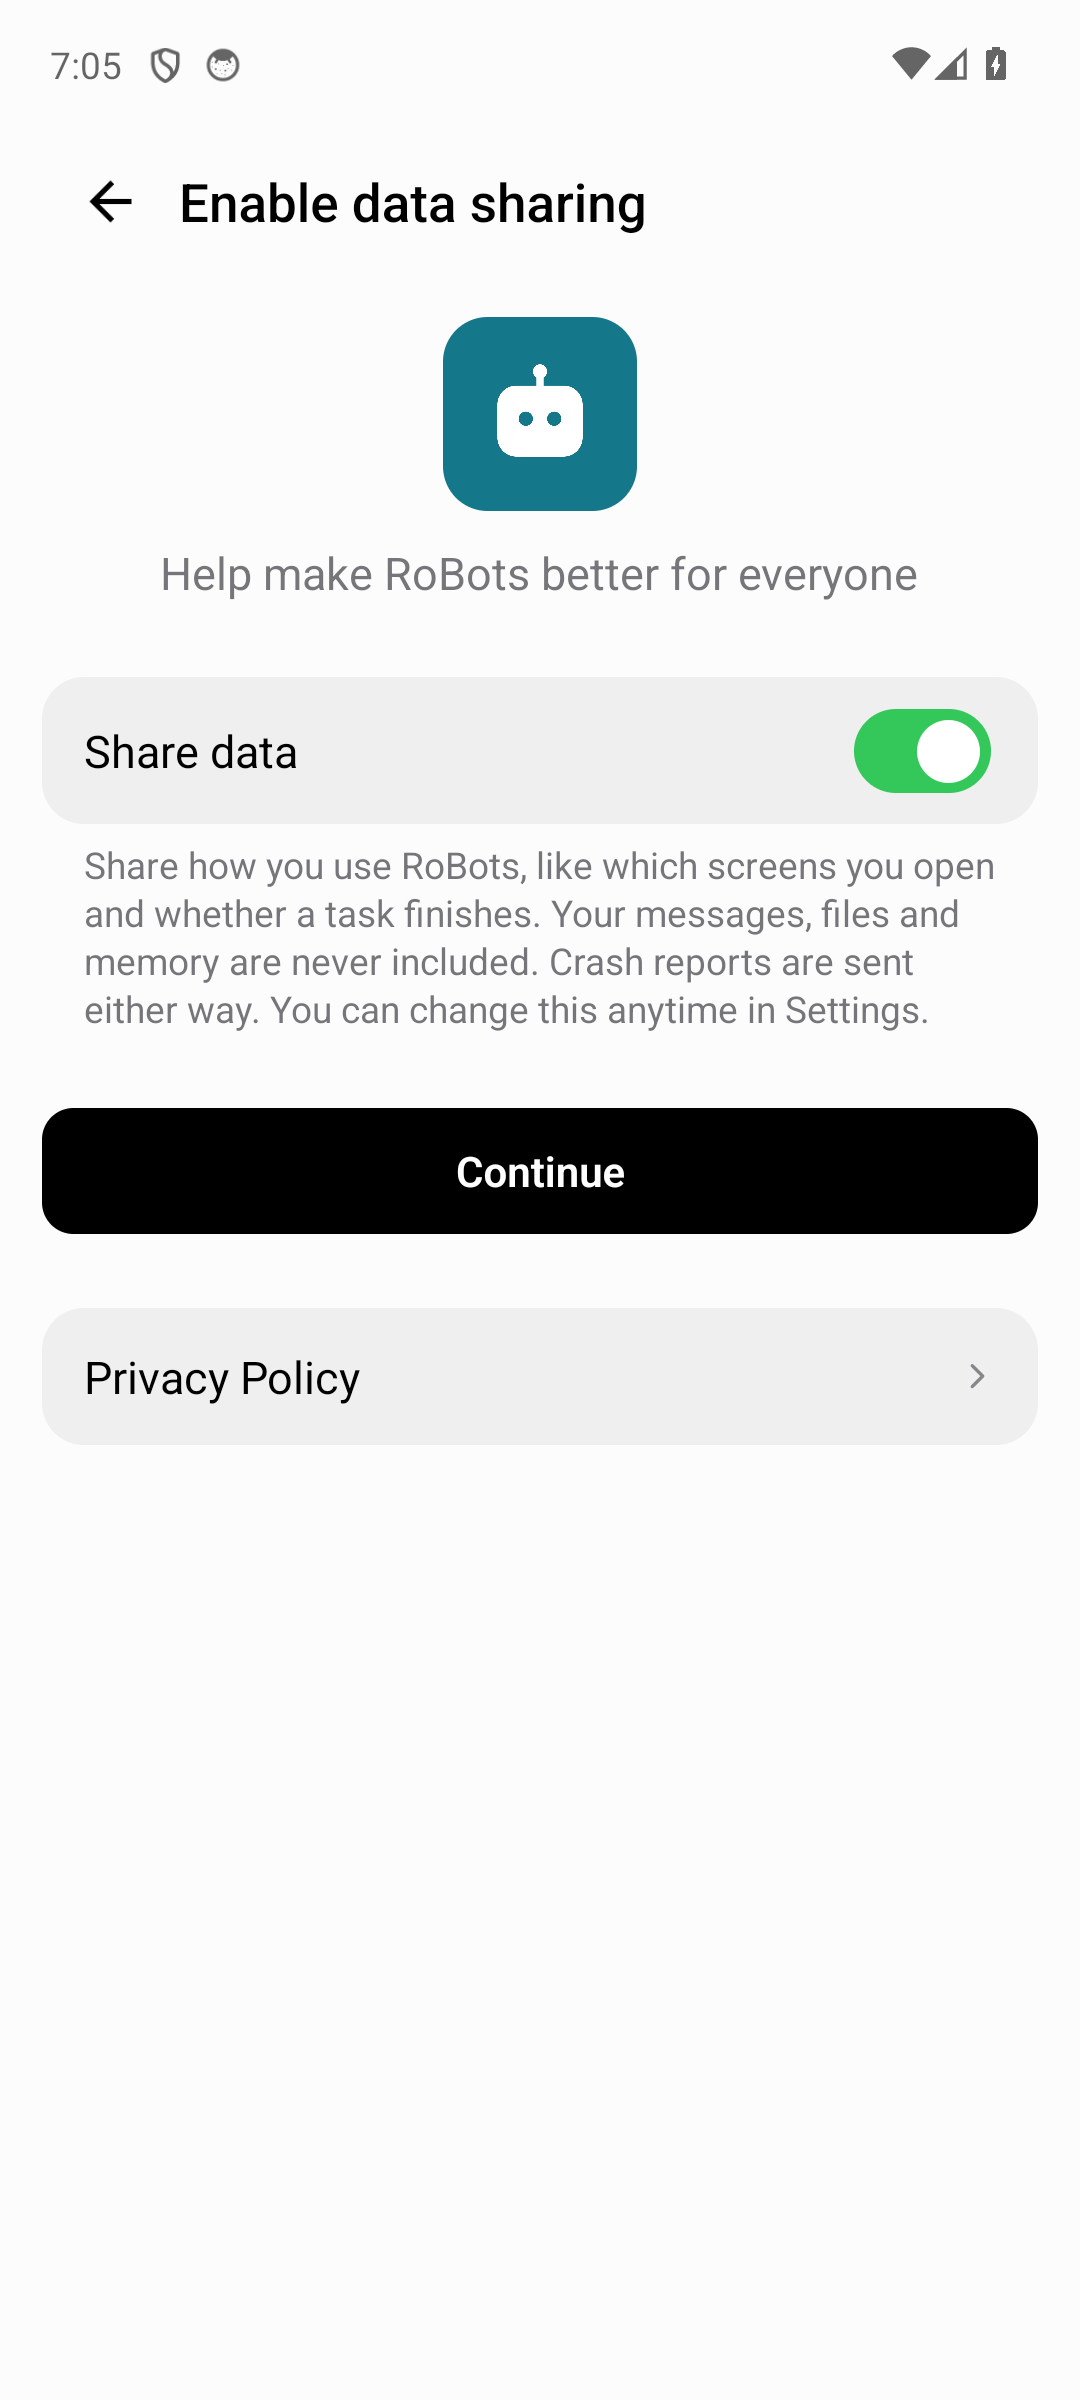 7:05
Enable data sharing
Help make RoBots better for everyone
Share data
Share how you use RoBots, like which screens you open
and whether a task finishes. Your messages, files and
memory are never included. Crash reports are sent
either way. You can change this anytime in Settings.
Continue
Privacy Policy